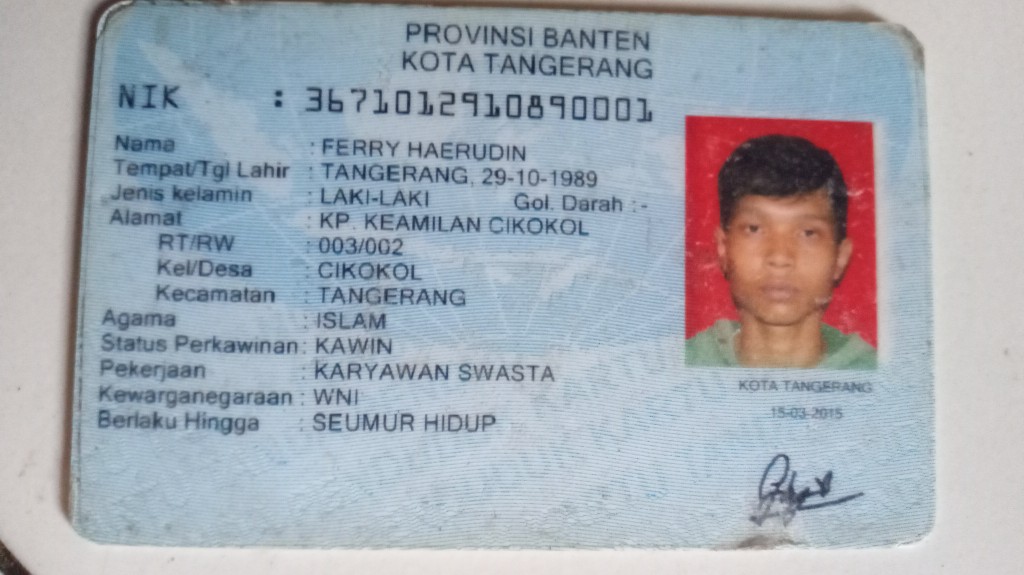 PROVINSI BANTEN
KOTA TANGERANG
NIK : 3671012910890001
Nama : FERRY HAERUDIN
Tempat/Tgl Lahir : TANGERANG, 29-10-1989
Jenis kelamin : LAKI-LAKI Gol. Darah :-
Alamat : KP. KEAMILAN CIKOKOL
RT/RW : 003/002
Kel/Desa : CIKOKOL
Kecamatan : TANGERANG
Agama : ISLAM
Status Perkawinan : KAWIN
Pekerjaan : KARYAWAN SWASTA
Kewarganegaraan : WNI
Berlaku Hingga : SEUMUR HIDUP
KOTA TANGERANG
15-03-2015